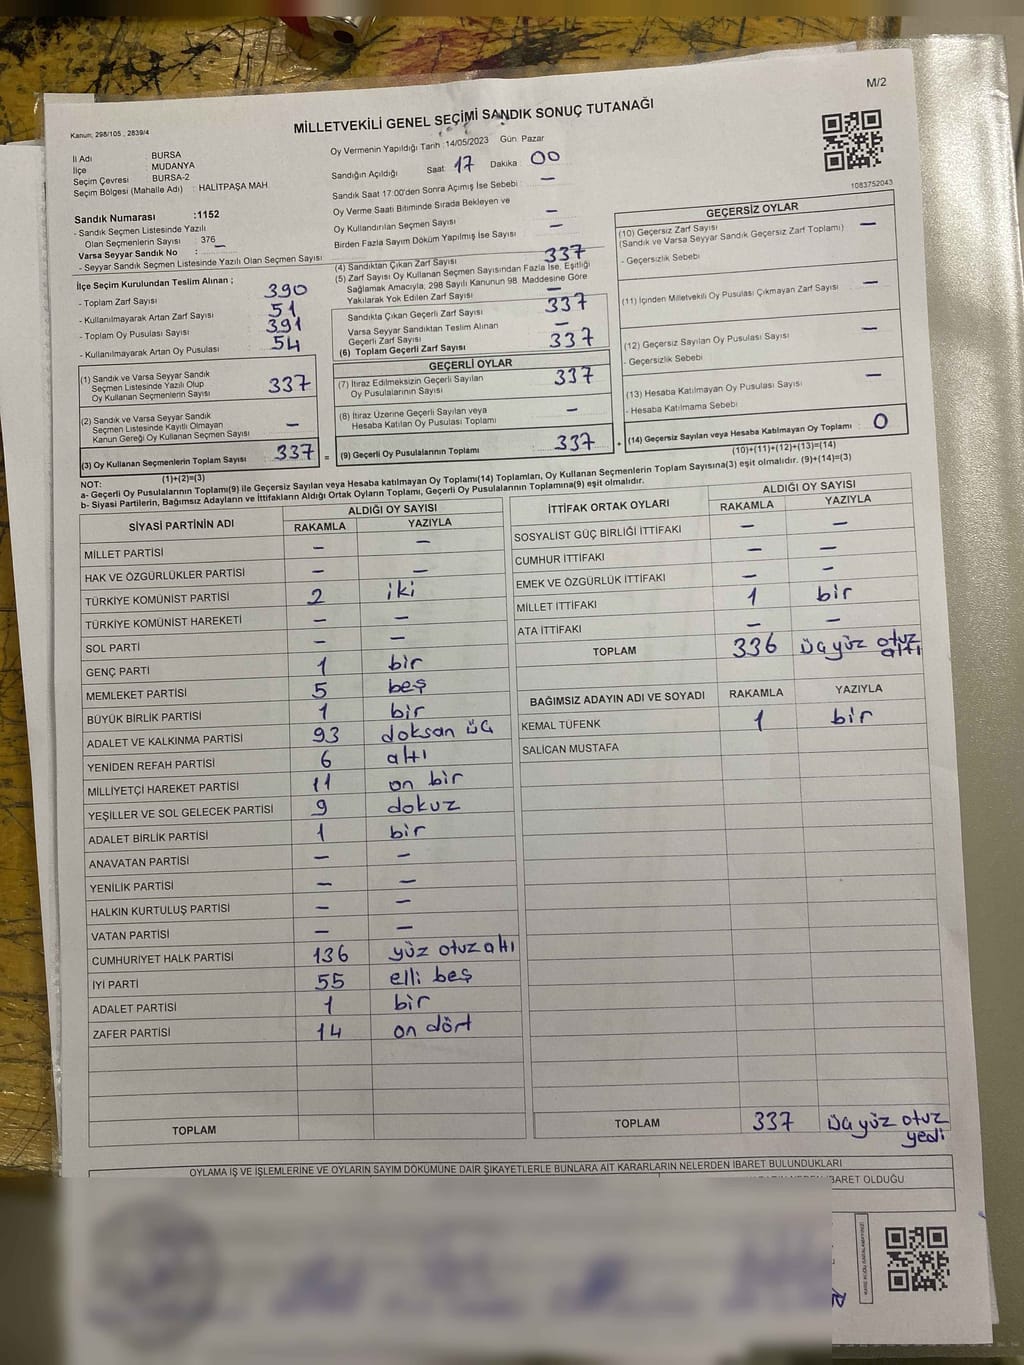 M/2
Kanun: 298/105 , 2839/4
MİLLETVEKİLİ GENEL SEÇİMİ SANDIK SONUÇ TUTANAĞI
İl Adı : BURSA
İlçe : MUDANYA
Seçim Çevresi : BURSA-2
Seçim Bölgesi (Mahalle Adı) : HALİTPAŞA MAH
Sandık Numarası :1152
- Sandık Seçmen Listesinde Yazılı
Olan Seçmenlerin Sayısı : 376
Varsa Seyyar Sandık No : -
- Seyyar Sandık Seçmen Listesinde Yazılı Olan Seçmen Sayısı
Oy Vermenin Yapıldığı Tarih :14/05/2023 Gün: Pazar
Sandığın Açıldığı Saat: 17 Dakika 00
Sandık Saat 17:00'den Sonra Açımış İse Sebebi : -
Oy Verme Saati Bitiminde Sırada Bekleyen ve
Oy Kullandırılan Seçmen Sayısı : -
Birden Fazla Sayım Döküm Yapılmış İse Sayısı : -
1083752043
İlçe Seçim Kurulundan Teslim Alınan ;
- Toplam Zarf Sayısı : 390
- Kullanılmayarak Artan Zarf Sayısı : 51
- Toplam Oy Pusulası Sayısı : 391
- Kullanılmayarak Artan Oy Pusulası : 54
(1) Sandık ve Varsa Seyyar Sandık
Seçmen Listesinde Yazılı Olup
Oy Kullanan Seçmenlerin Sayısı : 337
(2) Sandık ve Varsa Seyyar Sandık
Seçmen Listesinde Kayıtlı Olmayan
Kanun Gereği Oy Kullanan Seçmen Sayısı : -
(3) Oy Kullanan Seçmenlerin Toplam Sayısı : 337
(1)+(2)=(3)
(4) Sandıktan Çıkan Zarf Sayısı : 337
(5) Zarf Sayısı Oy Kullanan Seçmen Sayısından Fazla İse, Eşitliği
Sağlamak Amacıyla, 298 Sayılı Kanunun 98. Maddesine Göre
Yakılarak Yok Edilen Zarf Sayısı : -
Sandıkta Çıkan Geçerli Zarf Sayısı : 337
Varsa Seyyar Sandıktan Teslim Alınan
Geçerli Zarf Sayısı : -
(6) Toplam Geçerli Zarf Sayısı : 337
GEÇERLİ OYLAR
(7) İtiraz Edilmeksizin Geçerli Sayılan
Oy Pusulalarının Sayısı : 337
(8) İtiraz Üzerine Geçerli Sayılan veya
Hesaba Katılan Oy Pusulası Toplamı : -
= (9) Geçerli Oy Pusulalarının Toplamı : 337
GEÇERSİZ OYLAR
(10) Geçersiz Zarf Sayısı : -
(Sandık ve Varsa Seyyar Sandık Geçersiz Zarf Toplamı)
- Geçersizlik Sebebi
(11) İçinden Milletvekili Oy Pusulası Çıkmayan Zarf Sayısı : -
(12) Geçersiz Sayılan Oy Pusulası Sayısı : -
- Geçersizlik Sebebi
(13) Hesaba Katılmayan Oy Pusulası Sayısı : -
- Hesaba Katılmama Sebebi
+ (14) Geçersiz Sayılan veya Hesaba Katılmayan Oy Toplamı : 0
(10)+(11)+(12)+(13)=(14)
NOT:
a- Geçerli Oy Pusulalarının Toplamı(9) ile Geçersiz Sayılan veya Hesaba katılmayan Oy Toplamı(14) Toplamları, Oy Kullanan Seçmenlerin Toplam Sayısına(3) eşit olmalıdır. (9)+(14)=(3)
b- Siyasi Partilerin, Bağımsız Adayların ve İttifakların Aldığı Ortak Oyların Toplamı, Geçerli Oy Pusulalarının Toplamına(9) eşit olmalıdır.
SİYASİ PARTİNİN ADI ALDIĞI OY SAYISI
RAKAMLA YAZIYLA
MİLLET PARTİSİ - -
HAK VE ÖZGÜRLÜKLER PARTİSİ - -
TÜRKİYE KOMÜNİST PARTİSİ 2 iki
TÜRKİYE KOMÜNİST HAREKETİ - -
SOL PARTİ - -
GENÇ PARTİ 1 bir
MEMLEKET PARTİSİ 5 beş
BÜYÜK BİRLİK PARTİSİ 1 bir
ADALET VE KALKINMA PARTİSİ 93 doksan üç
YENİDEN REFAH PARTİSİ 6 altı
MİLLİYETÇİ HAREKET PARTİSİ 11 on bir
YEŞİLLER VE SOL GELECEK PARTİSİ 9 dokuz
ADALET BİRLİK PARTİSİ 1 bir
ANAVATAN PARTİSİ - -
YENİLİK PARTİSİ - -
HALKIN KURTULUŞ PARTİSİ - -
VATAN PARTİSİ - -
CUMHURİYET HALK PARTİSİ 136 yüz otuz altı
İYİ PARTİ 55 elli beş
ADALET PARTİSİ 1 bir
ZAFER PARTİSİ 14 on dört
TOPLAM
İTTİFAK ORTAK OYLARI ALDIĞI OY SAYISI
RAKAMLA YAZIYLA
SOSYALİST GÜÇ BİRLİĞİ İTTİFAKI - -
CUMHUR İTTİFAKI - -
EMEK VE ÖZGÜRLÜK İTTİFAKI - -
MİLLET İTTİFAKI 1 bir
ATA İTTİFAKI - -
TOPLAM 336 üç yüz otuz altı
BAĞIMSIZ ADAYIN ADI VE SOYADI RAKAMLA YAZIYLA
KEMAL TÜFENK 1 bir
SALİCAN MUSTAFA
TOPLAM 337 üç yüz otuz yedi
OYLAMA İŞ VE İŞLEMLERİNE VE OYLARIN SAYIM DÖKÜMÜNE DAİR ŞİKAYETLERLE BUNLARA AİT KARARLARIN NELERDEN İBARET BULUNDUKLARI
İBARET OLDUĞU